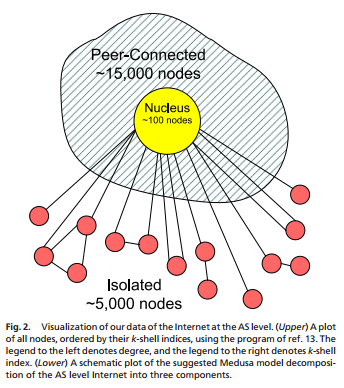 Peer-Connected
~15,000 nodes
Nucleus
~100 nodes
Isolated
~5,000 nodes
Fig. 2. Visualization of our data of the Internet at the AS level. (Upper) A plot
of all nodes, ordered by their k-shell indices, using the program of ref. 13. The
legend to the left denotes degree, and the legend to the right denotes k-shell
index. (Lower) A schematic plot of the suggested Medusa model decomposi-
tion of the AS level Internet into three components.